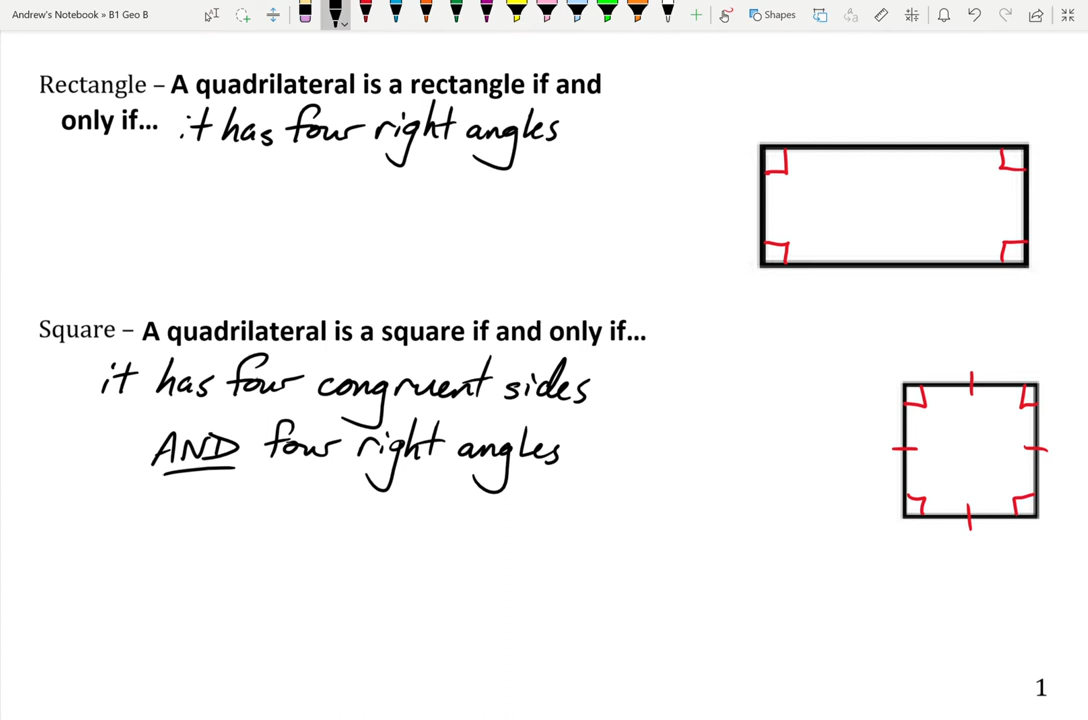 Andrew's Notebook » B1 Geo B
Shapes
Rectangle – A quadrilateral is a rectangle if and
only if... it has four right angles
Square – A quadrilateral is a square if and only if...
it has four congruent sides
AND four right angles
1